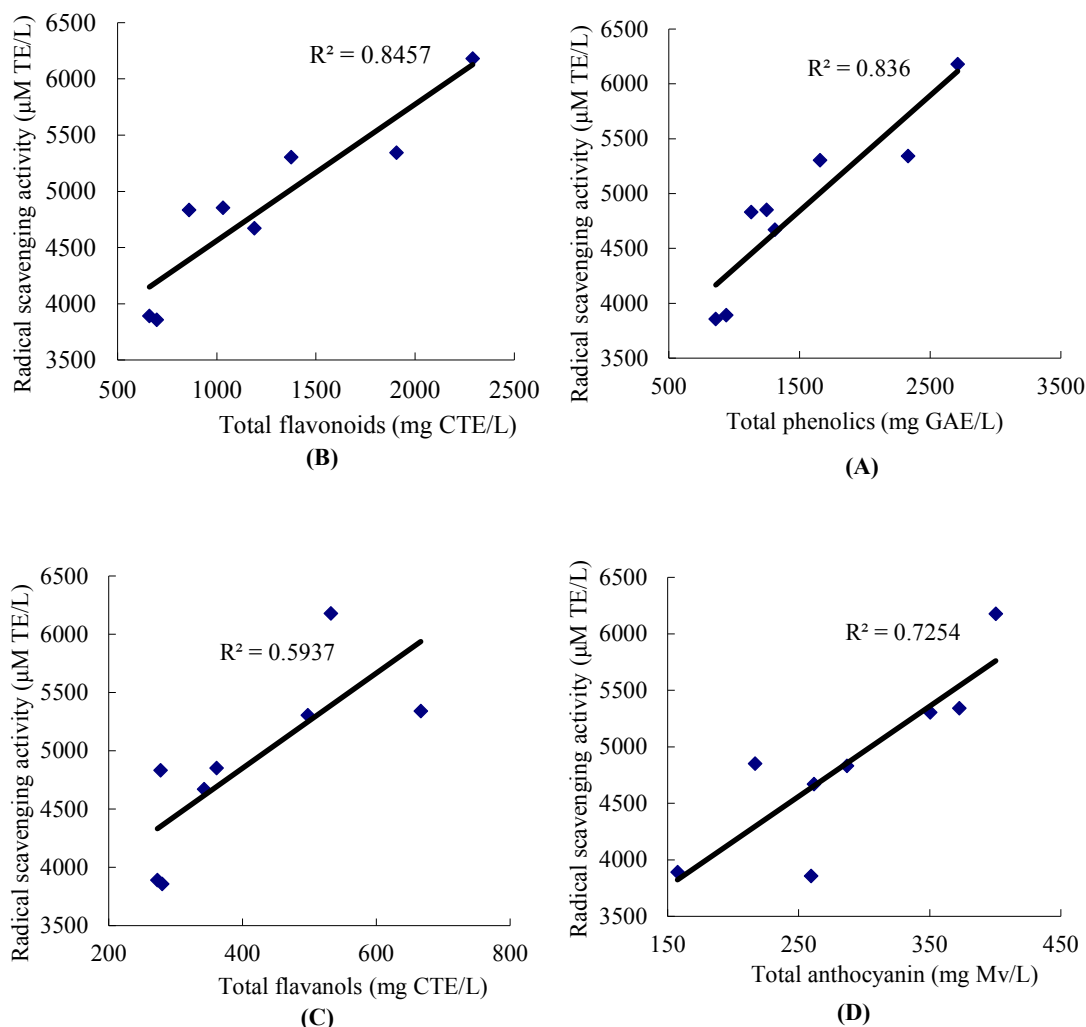 Radical scavenging activity (µM TE/L)
6500
6000
5500
5000
4500
4000
3500
R² = 0.8457
500
1000
1500
2000
2500
Total flavonoids (mg CTE/L)
(B)
Radical scavenging activity (µM TE/L)
6500
6000
5500
5000
4500
4000
3500
R² = 0.836
500
1500
2500
3500
Total phenolics (mg GAE/L)
(A)
Radical scavenging activity (µM TE/L)
6500
6000
5500
5000
4500
4000
3500
R² = 0.5937
200
400
600
800
Total flavanols (mg CTE/L)
(C)
Radical scavenging activity (µM TE/L)
6500
6000
5500
5000
4500
4000
3500
R² = 0.7254
150
250
350
450
Total anthocyanin (mg Mv/L)
(D)